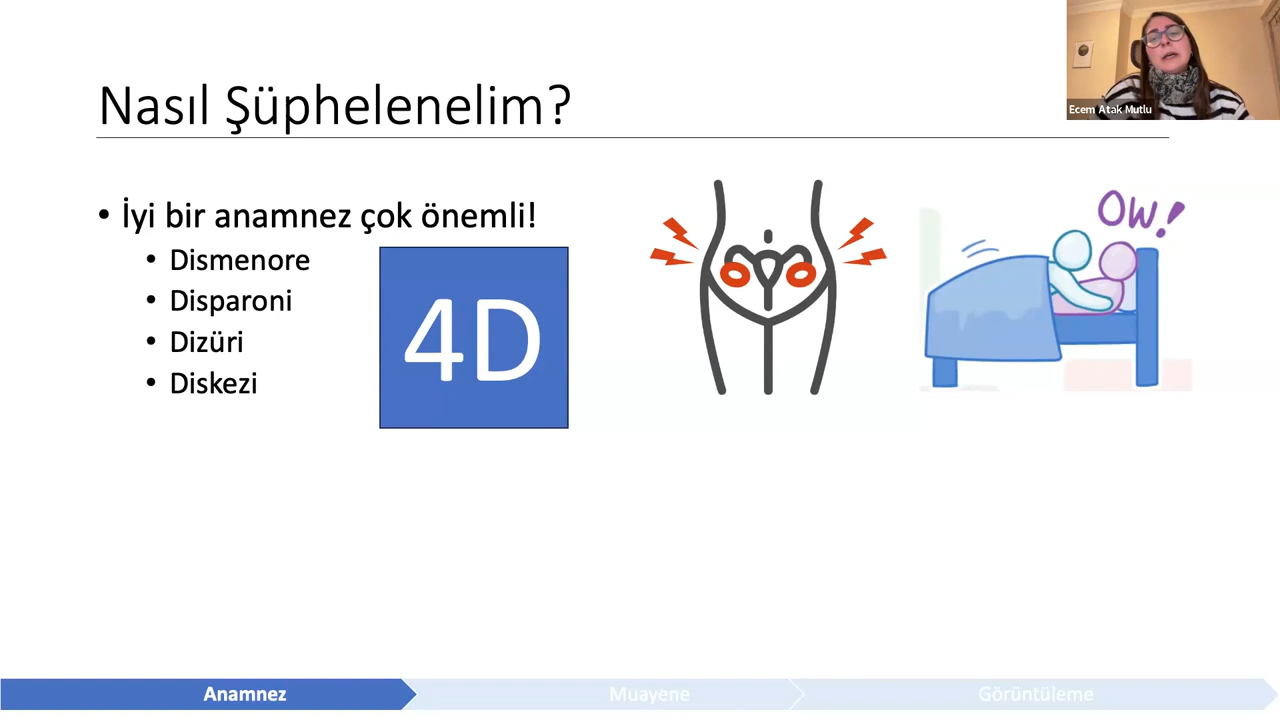 Nasıl Şüphelenelim?
Ecem Atak Mutlu
• İyi bir anamnez çok önemli!
• Dismenore
• Disparoni
• Dizüri
• Diskezi
4D
OW!
Anamnez
Muayene
Görüntüleme